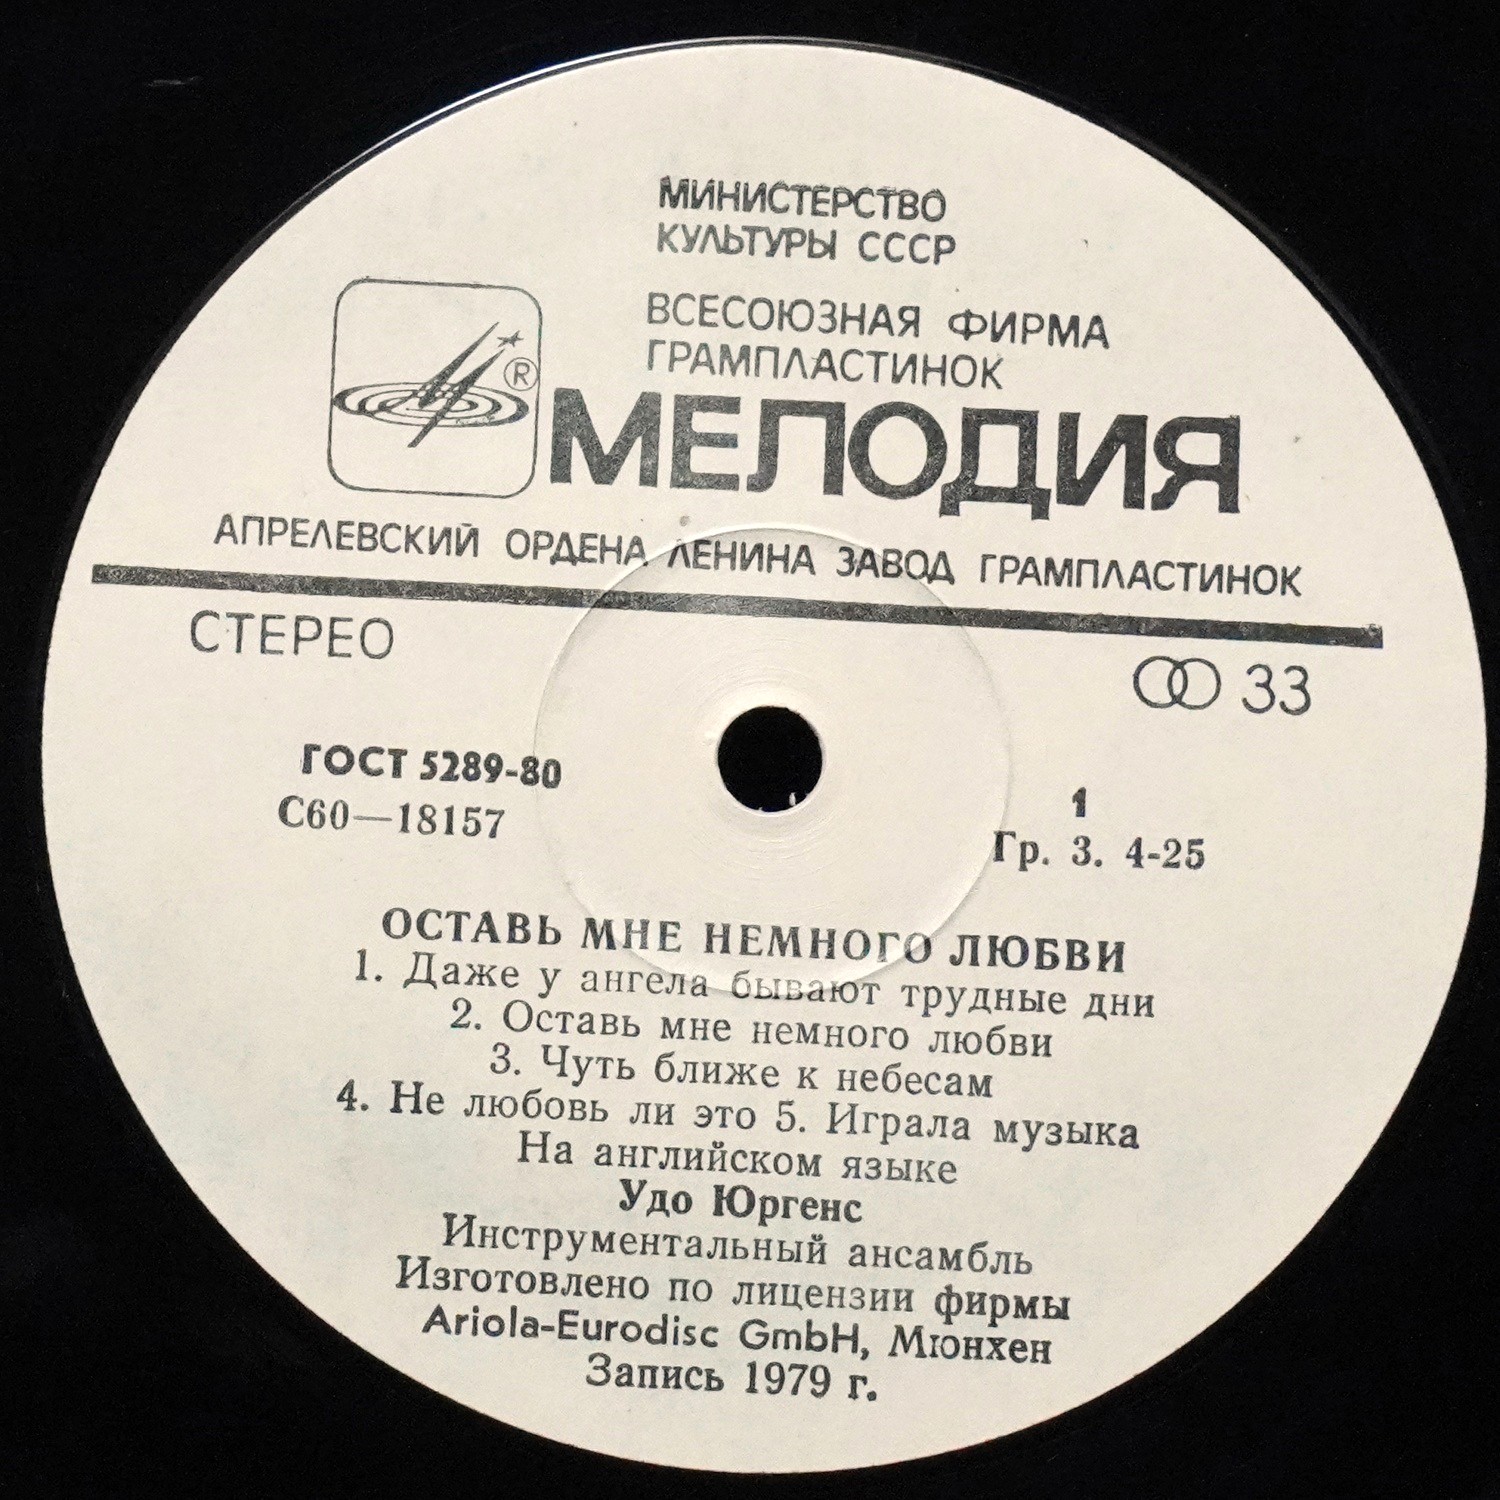 МИНИСТЕРСТВО
КУЛЬТУРЫ СССР
ВСЕСОЮЗНАЯ ФИРМА
ГРАМПЛАСТИНОК
®
МЕЛОДИЯ
АПРЕЛЕВСКИЙ ОРДЕНА ЛЕНИНА ЗАВОД ГРАМПЛАСТИНОК
СТЕРЕО
33
ГОСТ 5289-80
С60—18157
1
Гр. 3. 4-25
ОСТАВЬ МНЕ НЕМНОГО ЛЮБВИ
1. Даже у ангела бывают трудные дни
2. Оставь мне немного любви
3. Чуть ближе к небесам
4. Не любовь ли это 5. Играла музыка
На английском языке
Удо Юргенс
Инструментальный ансамбль
Изготовлено по лицензии фирмы
Ariola-Eurodisc GmbH, Мюнхен
Запись 1979 г.